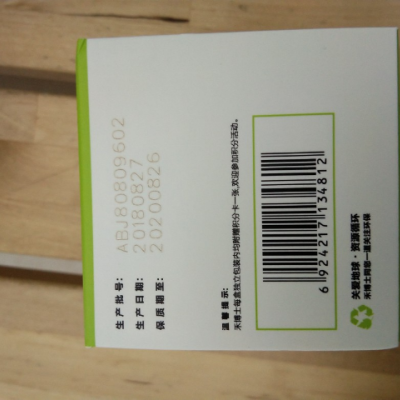 生产批号: ABJ80809602
生产日期: 20180827
保质期至: 20200826
温馨提示:
禾博士每盒独立包装内均附赠积分卡一张,欢迎参加积分活动。
6 924217 134812
关爱地球·资源循环
禾博士同您一道关注环保